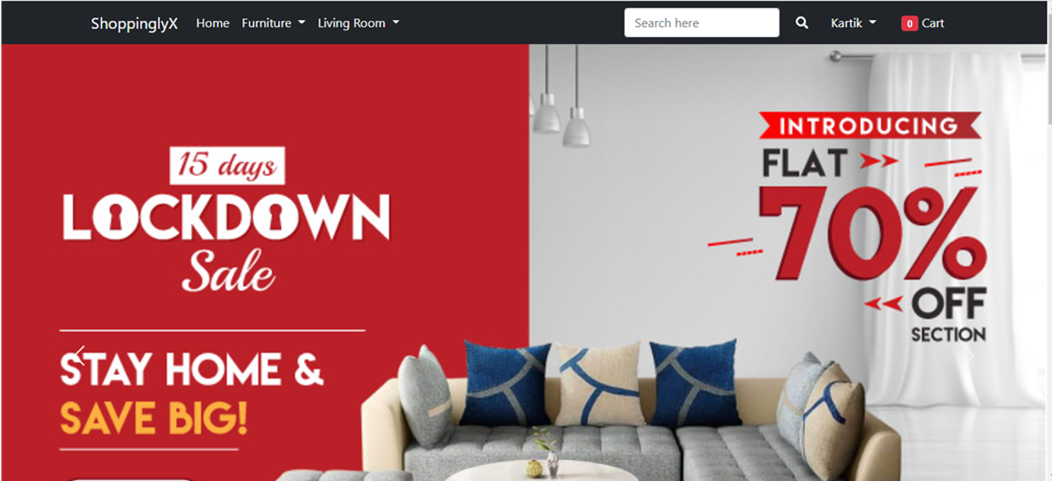 ShoppinglyX Home Furniture Living Room Search here Kartik 0 Cart
15 days
LOCKDOWN
Sale
STAY HOME &
SAVE BIG!
INTRODUCING
FLAT
70%
OFF
SECTION